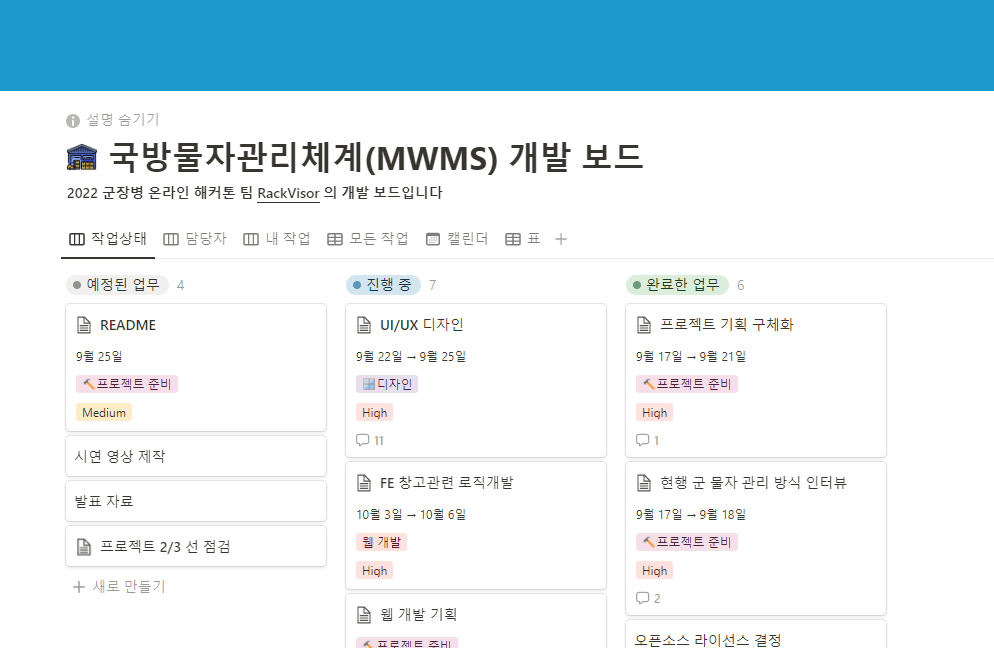 설명 숨기기
국방물자관리체계(MWMS) 개발 보드
2022 군장병 온라인 해커톤 팀 RackVisor 의 개발 보드입니다
작업상태 담당자 내 작업 모든 작업 캘린더 표
예정된 업무 4
README
9월 25일
프로젝트 준비
Medium
시연 영상 제작
발표 자료
프로젝트 2/3 선 점검
새로 만들기
진행 중 7
UI/UX 디자인
9월 22일 → 9월 25일
디자인
High
11
FE 창고관련 로직개발
10월 3일 → 10월 6일
웹 개발
High
웹 개발 기획
프로젝트 준비
완료한 업무 6
프로젝트 기획 구체화
9월 17일 → 9월 21일
프로젝트 준비
High
1
현행 군 물자 관리 방식 인터뷰
9월 17일 → 9월 18일
프로젝트 준비
High
2
오픈소스 라이선스 결정